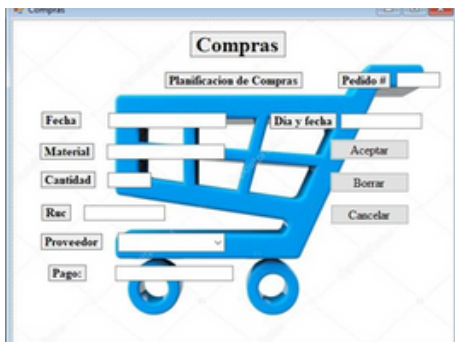 Compras
Compras
Planificacion de Compras Pedido #
Fecha Dia y fecha
Material Aceptar
Cantidad Borrar
Ruc Cancelar
Proveedor
Pago: